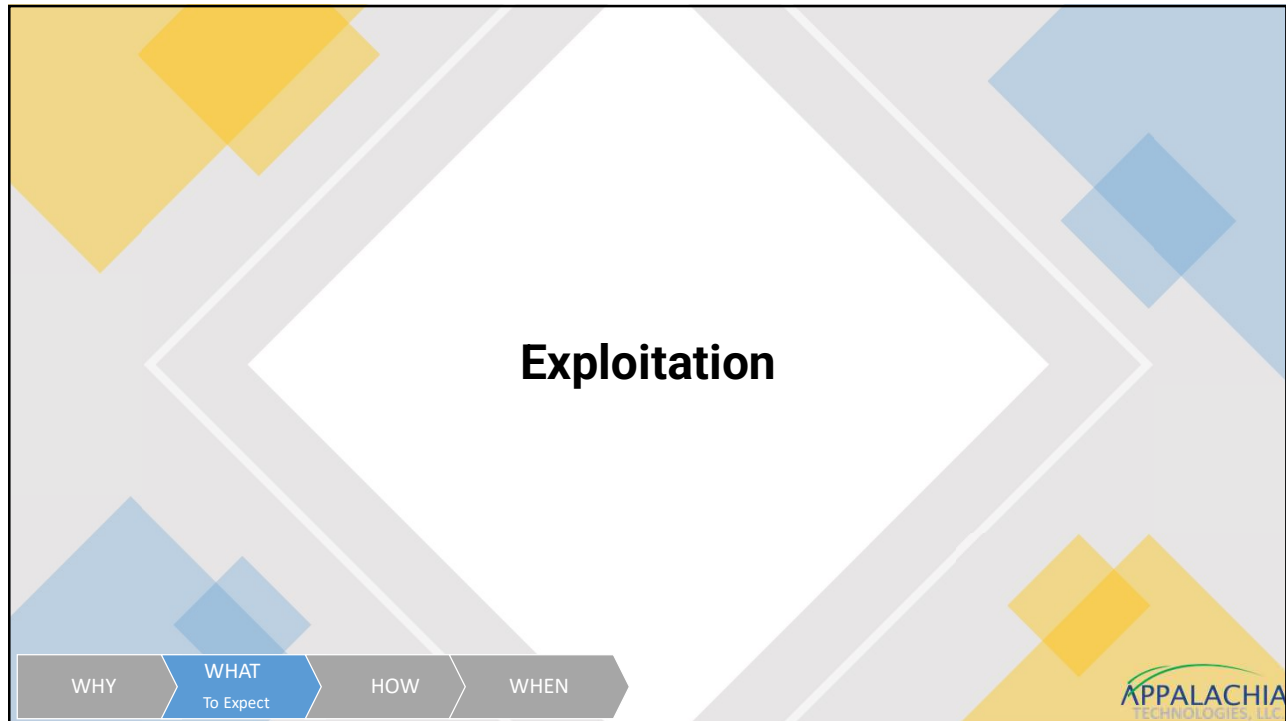 Exploitation
WHY
WHAT
To Expect
HOW
WHEN
APPALACHIA
TECHNOLOGIES, LLC